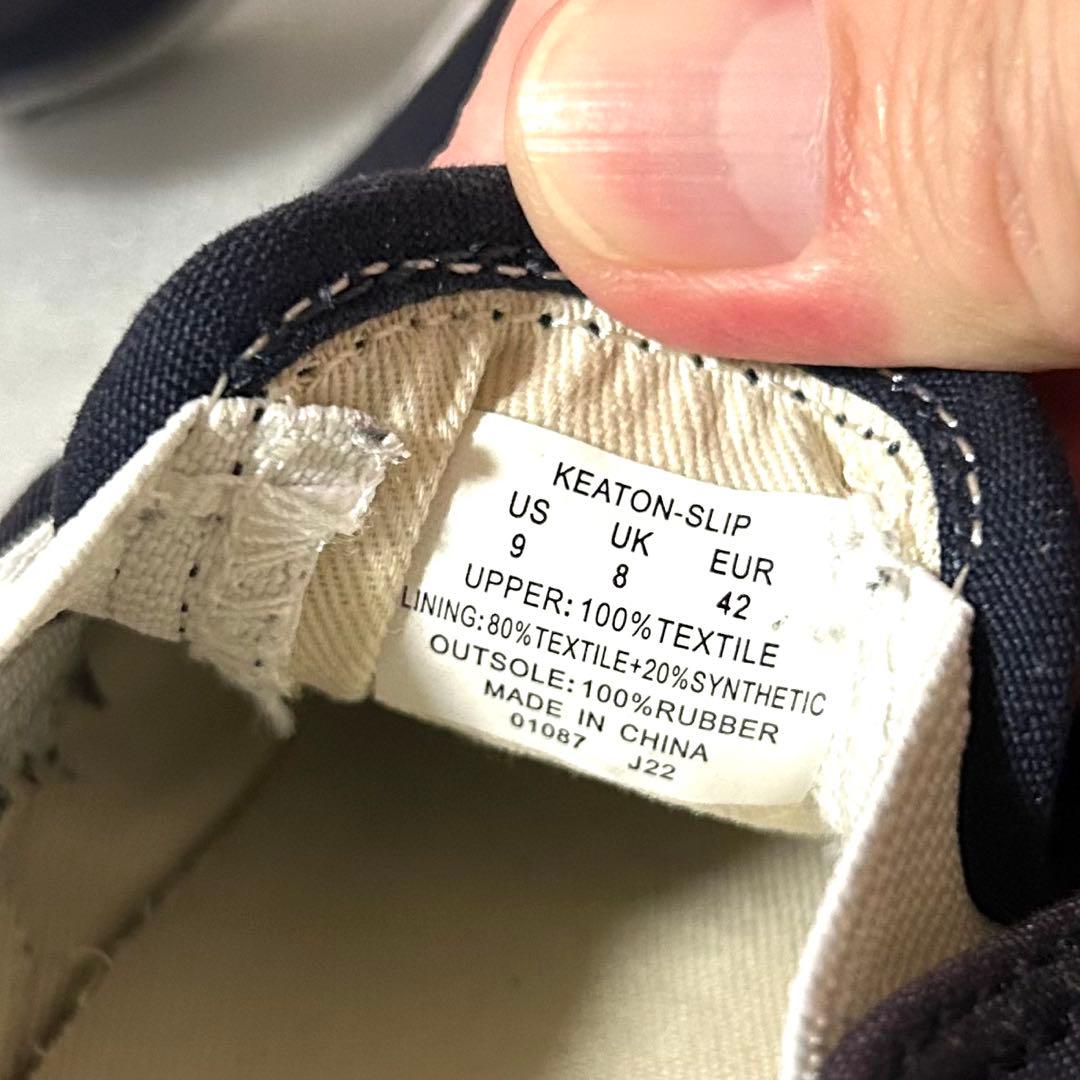 KEATON-SLIP
US UK EUR
9 8 42
UPPER: 100%TEXTILE
LINING: 80%TEXTILE+20%SYNTHETIC
OUTSOLE: 100%RUBBER
MADE IN CHINA
01087 J22